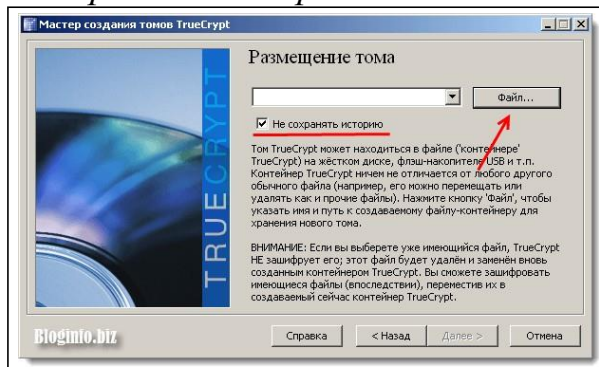 Мастер создания томов TrueCrypt
Размещение тома
Файл...
Не сохранять историю
Том TrueCrypt может находиться в файле ('контейнере'
TrueCrypt) на жёстком диске, флэш-накопителе USB и т.п.
Контейнер TrueCrypt ничем не отличается от любого другого
обычного файла (например, его можно перемещать или
удалять как и прочие файлы). Нажмите кнопку 'Файл', чтобы
указать имя и путь к создаваемому файлу-контейнеру для
хранения нового тома.
ВНИМАНИЕ: Если вы выберете уже имеющийся файл, TrueCrypt
НЕ зашифрует его; этот файл будет удалён и заменён вновь
созданным контейнером TrueCrypt. Вы сможете зашифровать
имеющиеся файлы (впоследствии), переместив их в
создаваемый сейчас контейнер TrueCrypt.
TRUECRYPT
Bloginfo.biz
Справка
< Назад
Далее >
Отмена